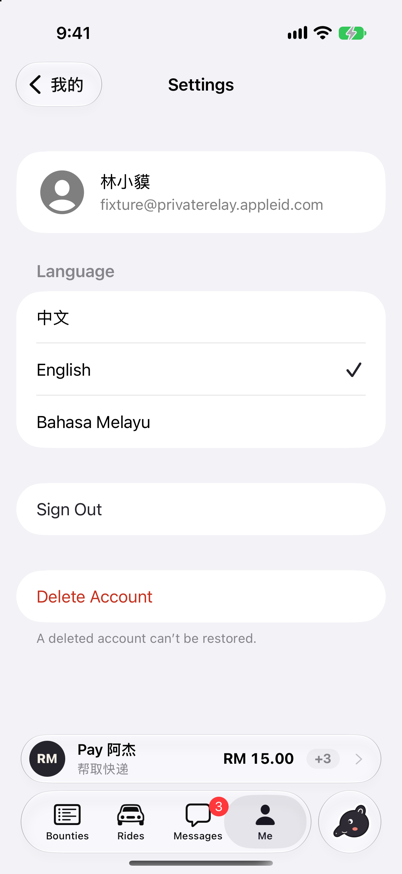 9:41
我的
Settings
林小貘
fixture@privaterelay.appleid.com
Language
中文
English
Bahasa Melayu
Sign Out
Delete Account
A deleted account can’t be restored.
RM
Pay 阿杰
帮取快递
RM 15.00
+3
3
Bounties
Rides
Messages
Me